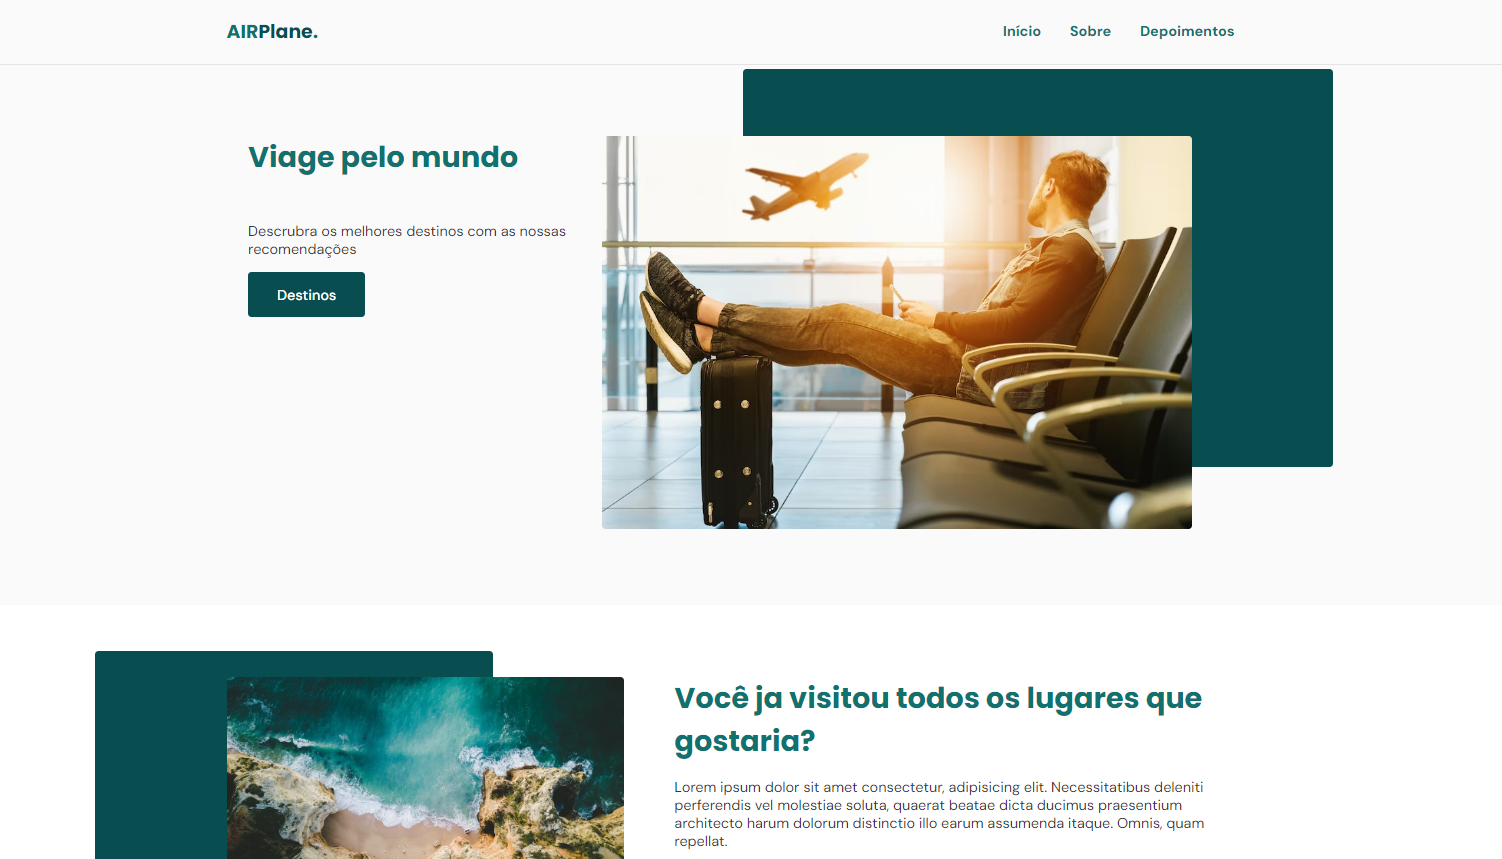 AIRPlane.
Início Sobre Depoimentos
Viage pelo mundo
Descrubra os melhores destinos com as nossas
recomendações
Destinos
Você ja visitou todos os lugares que
gostaria?
Lorem ipsum dolor sit amet consectetur, adipisicing elit. Necessitatibus deleniti
perferendis vel molestiae soluta, quaerat beatae dicta ducimus praesentium
architecto harum dolorum distinctio illo earum assumenda itaque. Omnis, quam
repellat.